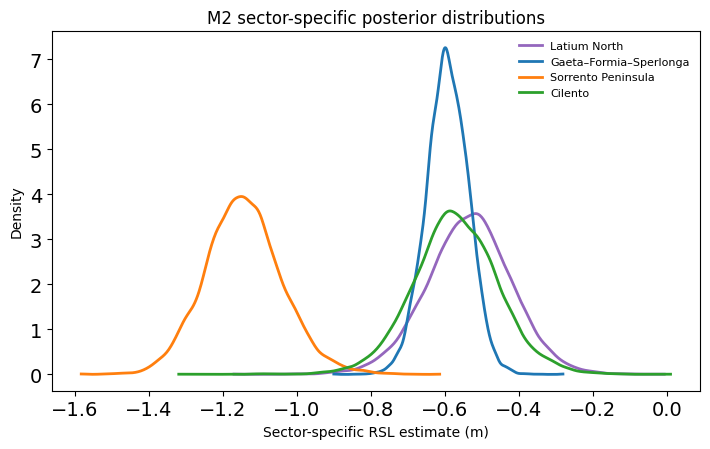 M2 sector-specific posterior distributions
Latium North
Gaeta–Formia–Sperlonga
Sorrento Peninsula
Cilento
Density
7
6
5
4
3
2
1
0
−1.6 −1.4 −1.2 −1.0 −0.8 −0.6 −0.4 −0.2 0.0
Sector-specific RSL estimate (m)